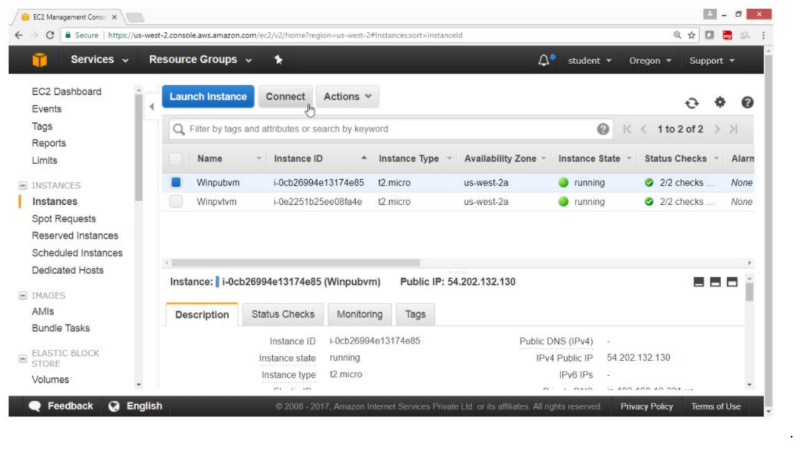 EC2 Management Conso
Secure https://us-west-2.console.aws.amazon.com/ec2/v2/home?region=us-west-2#Instances:sort=instanceId
Services Resource Groups student Oregon Support
EC2 Dashboard
Events
Tags
Reports
Limits
INSTANCES
Instances
Spot Requests
Reserved Instances
Scheduled Instances
Dedicated Hosts
IMAGES
AMIs
Bundle Tasks
ELASTIC BLOCK
STORE
Volumes
Launch Instance Connect Actions
Filter by tags and attributes or search by keyword 1 to 2 of 2
Name Instance ID Instance Type Availability Zone Instance State Status Checks Alarm
Winpubvm i-0cb26994e13174e85 t2.micro us-west-2a running 2/2 checks ... None
Winpvtvm i-0e2251b25ee08fa4e t2.micro us-west-2a running 2/2 checks ... None
Instance: i-0cb26994e13174e85 (Winpubvm) Public IP: 54.202.132.130
Description Status Checks Monitoring Tags
Instance ID i-0cb26994e13174e85 Public DNS (IPv4) -
Instance state running IPv4 Public IP 54.202.132.130
Instance type t2.micro IPv6 IPs -
Feedback English © 2008 - 2017, Amazon Internet Services Private Ltd. or its affiliates. All rights reserved. Privacy Policy Terms of Use